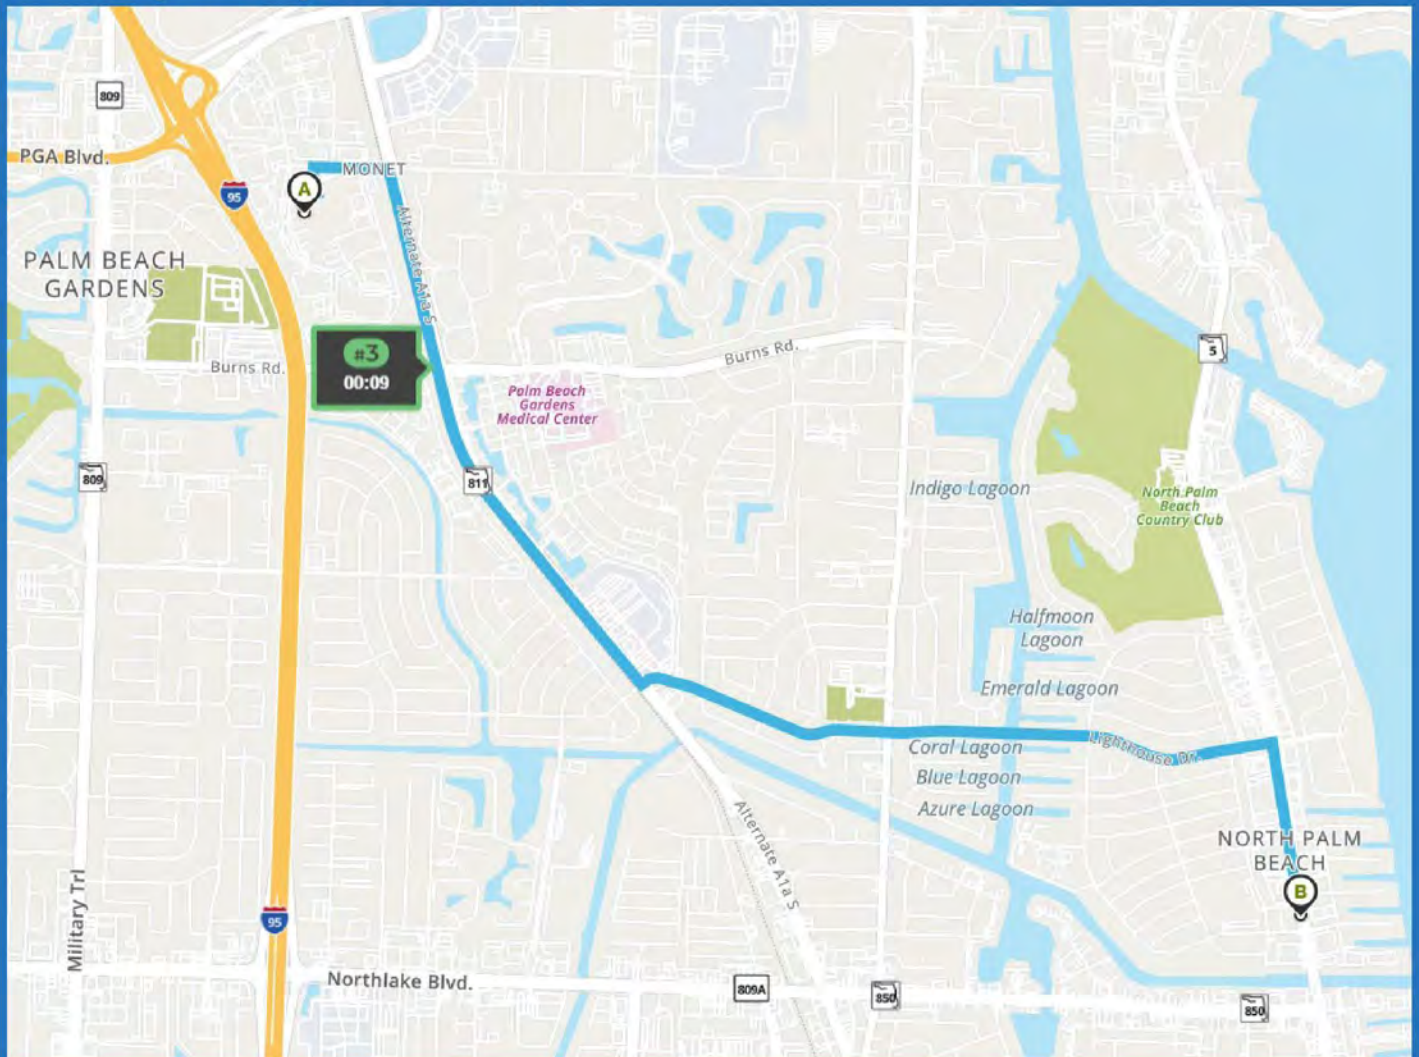 809
PGA Blvd.
95
A
MONET
Alternate A1a S
PALM BEACH
GARDENS
#3
00:09
Burns Rd.
Burns Rd.
5
Palm Beach
Gardens
Medical Center
809
811
Indigo Lagoon
North Palm
Beach
Country Club
Halfmoon
Lagoon
Emerald Lagoon
Coral Lagoon
Lighthouse Dr.
Blue Lagoon
Azure Lagoon
Alternate A1a S
NORTH PALM
BEACH
B
Military Trl
95
Northlake Blvd.
809A
850
850